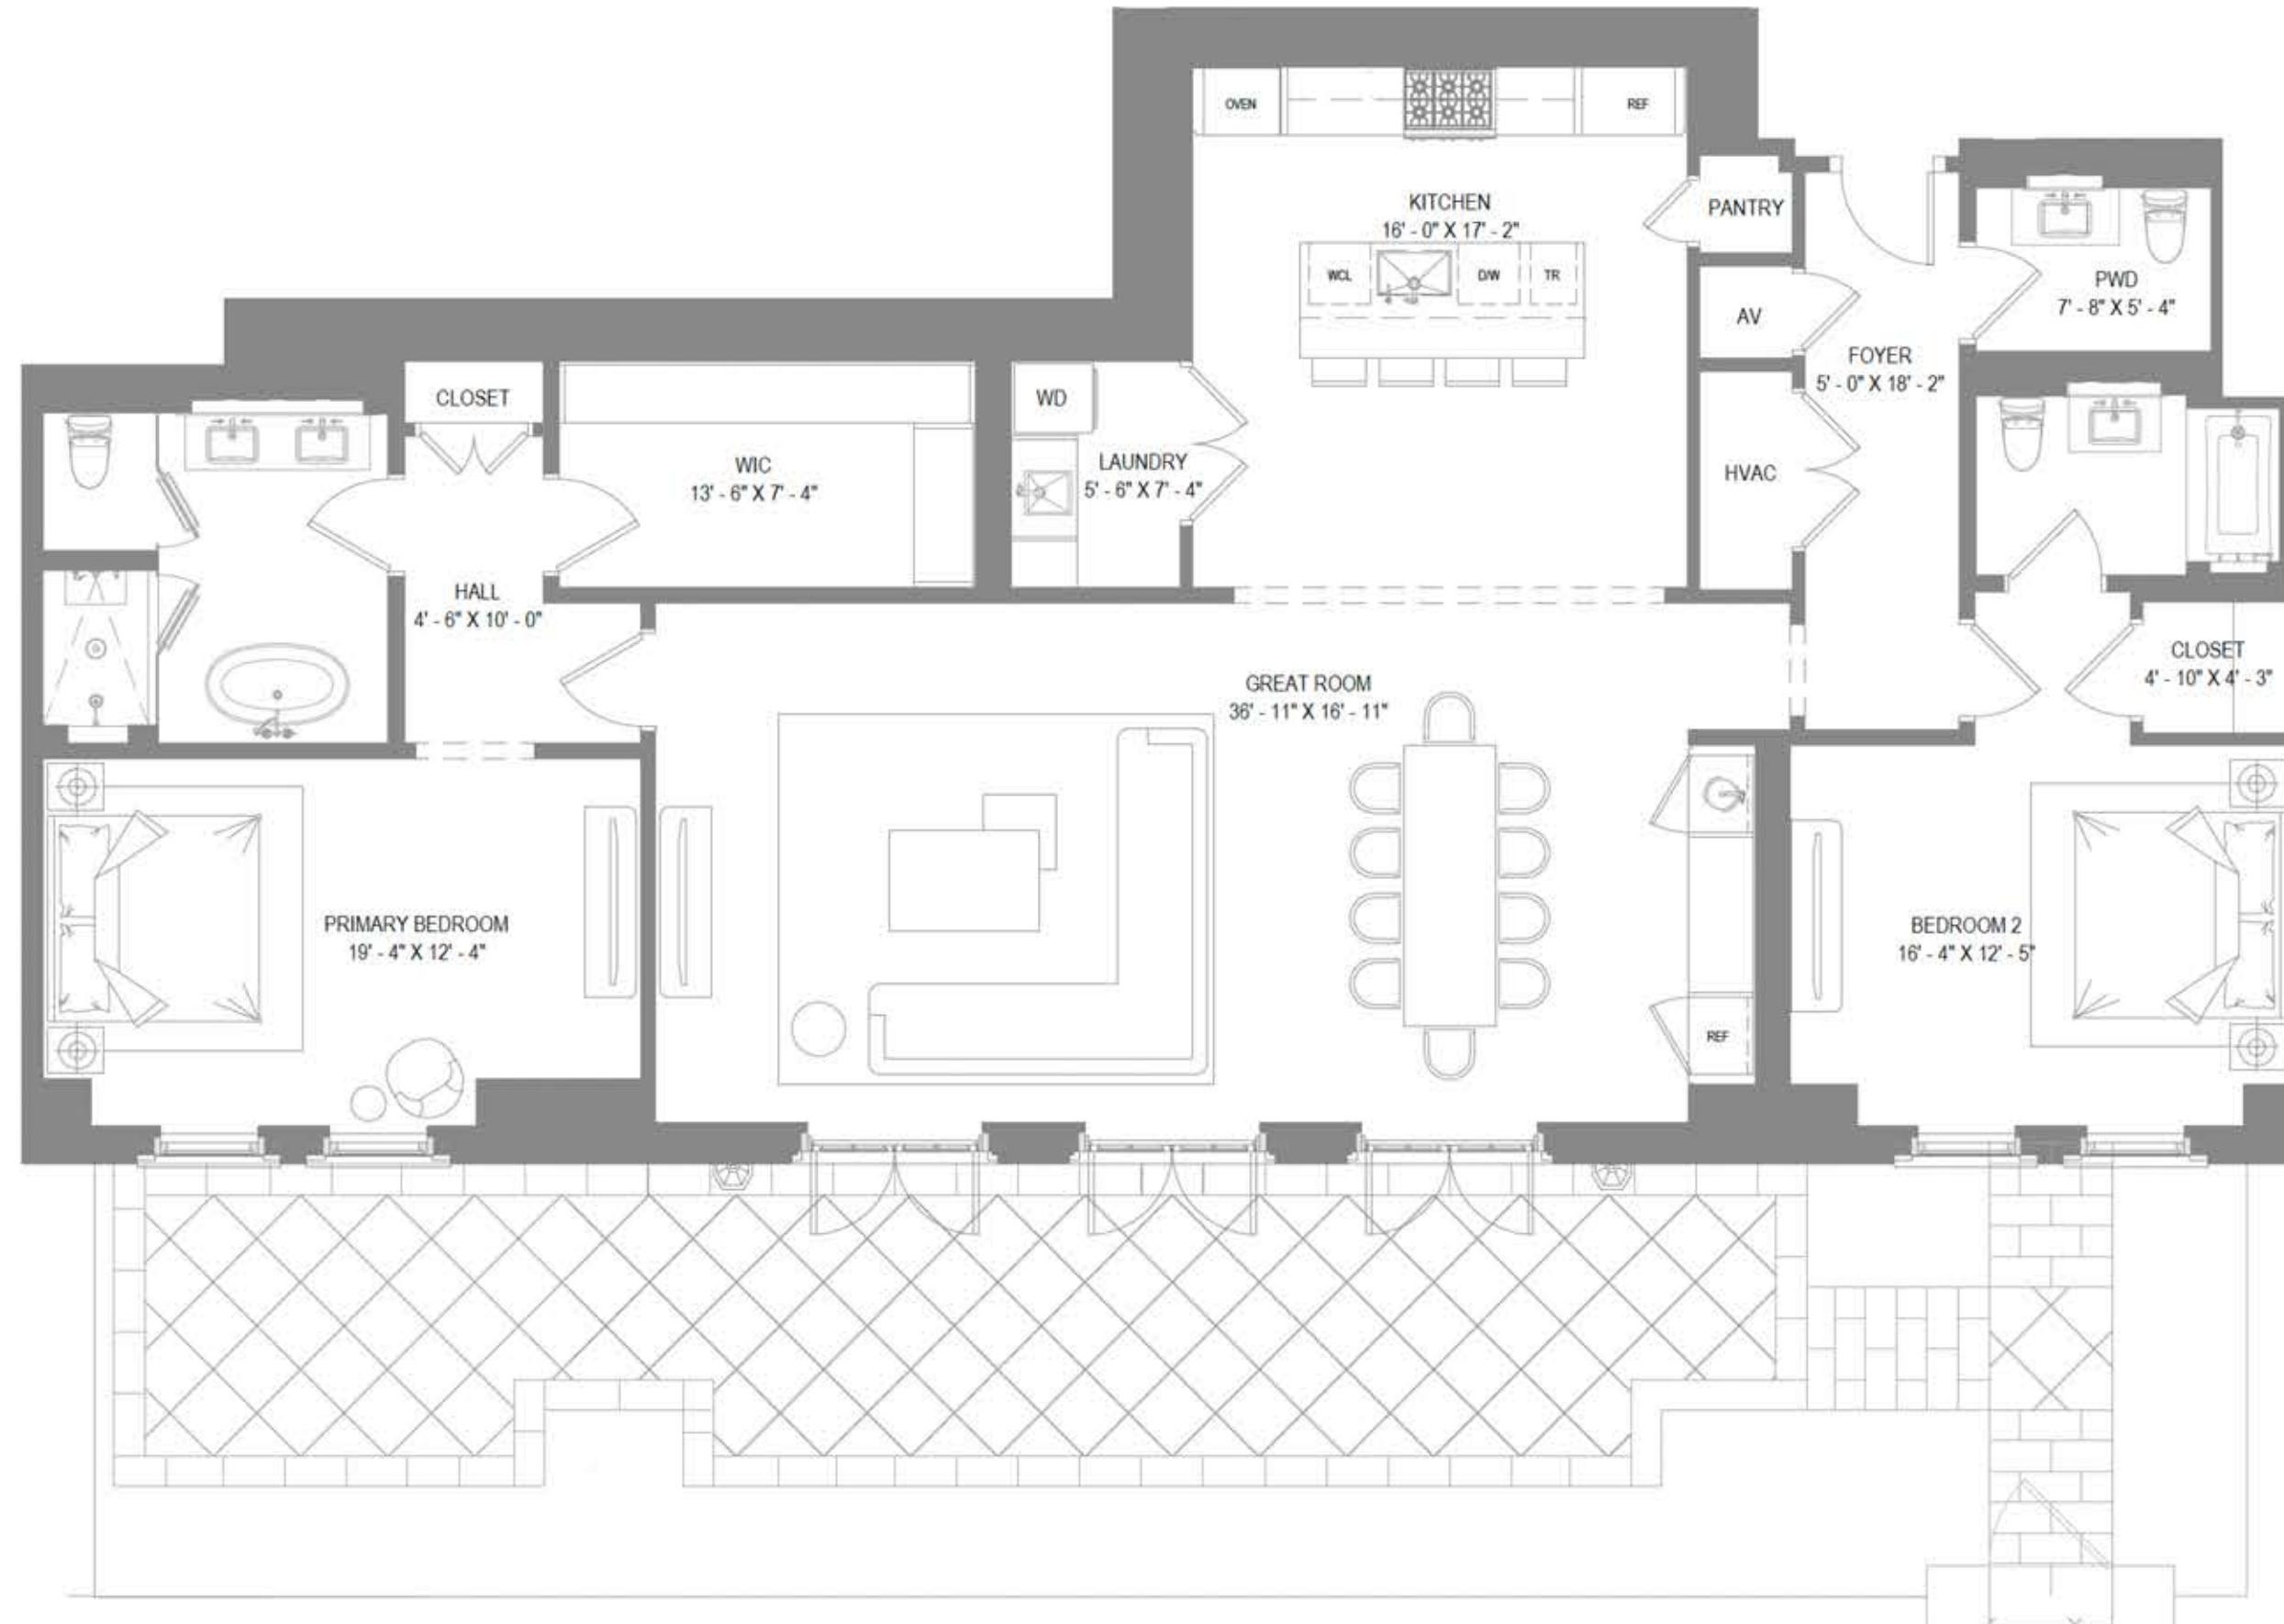 OVEN
REF
KITCHEN
16' - 0" X 17' - 2"
WCL
D/W
TR
PANTRY
AV
PWD
7' - 8" X 5' - 4"
FOYER
5' - 0" X 18' - 2"
CLOSET
WD
WIC
13' - 6" X 7' - 4"
LAUNDRY
5' - 6" X 7' - 4"
HVAC
HALL
4' - 6" X 10' - 0"
CLOSET
4' - 10" X 4' - 3"
GREAT ROOM
36' - 11" X 16' - 11"
PRIMARY BEDROOM
19' - 4" X 12' - 4"
BEDROOM 2
16' - 4" X 12' - 5"
REF